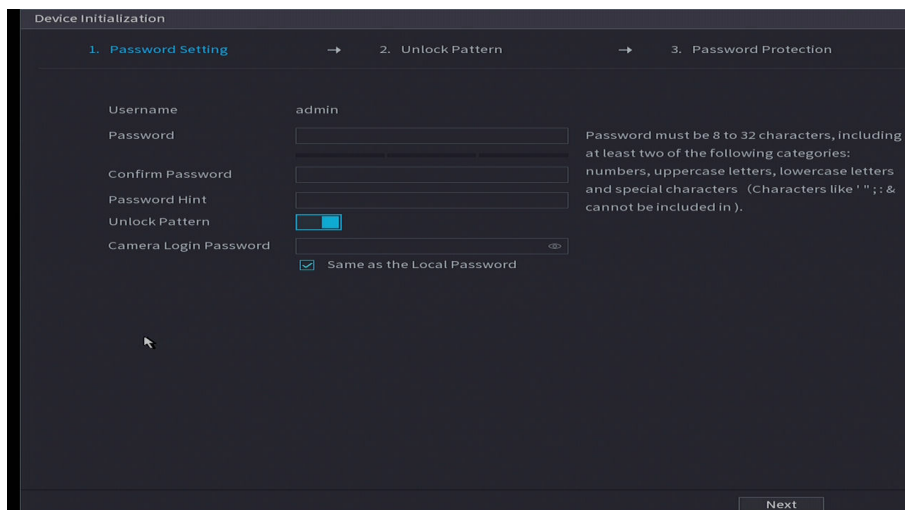 Device Initialization
1. Password Setting → 2. Unlock Pattern → 3. Password Protection
Username admin
Password
Password must be 8 to 32 characters, including
at least two of the following categories:
numbers, uppercase letters, lowercase letters
and special characters (Characters like ' " ; : &
cannot be included in ).
Confirm Password
Password Hint
Unlock Pattern
Camera Login Password
Same as the Local Password
Next